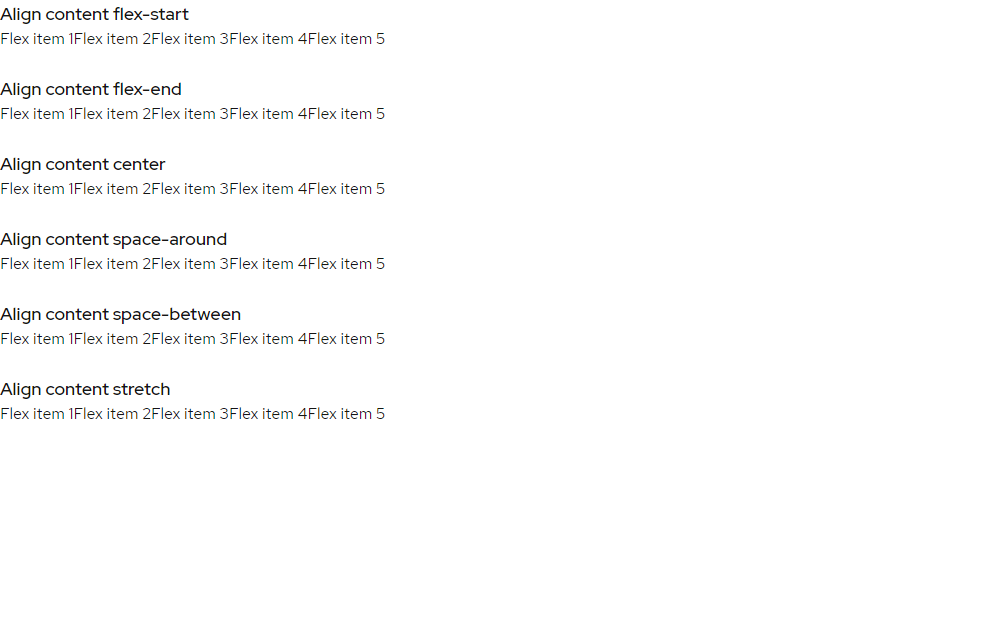 Align content flex-start
Flex item 1Flex item 2Flex item 3Flex item 4Flex item 5
Align content flex-end
Flex item 1Flex item 2Flex item 3Flex item 4Flex item 5
Align content center
Flex item 1Flex item 2Flex item 3Flex item 4Flex item 5
Align content space-around
Flex item 1Flex item 2Flex item 3Flex item 4Flex item 5
Align content space-between
Flex item 1Flex item 2Flex item 3Flex item 4Flex item 5
Align content stretch
Flex item 1Flex item 2Flex item 3Flex item 4Flex item 5